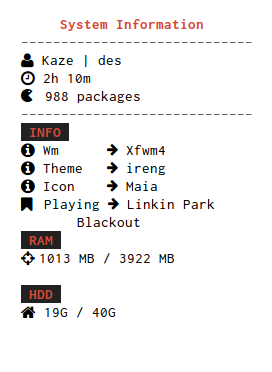 System Information
-----------------------------
Kaze | des
2h 10m
988 packages
-----------------------------
INFO
Wm → Xfwm4
Theme → ireng
Icon → Maia
Playing → Linkin Park
Blackout
RAM
1013 MB / 3922 MB
HDD
19G / 40G